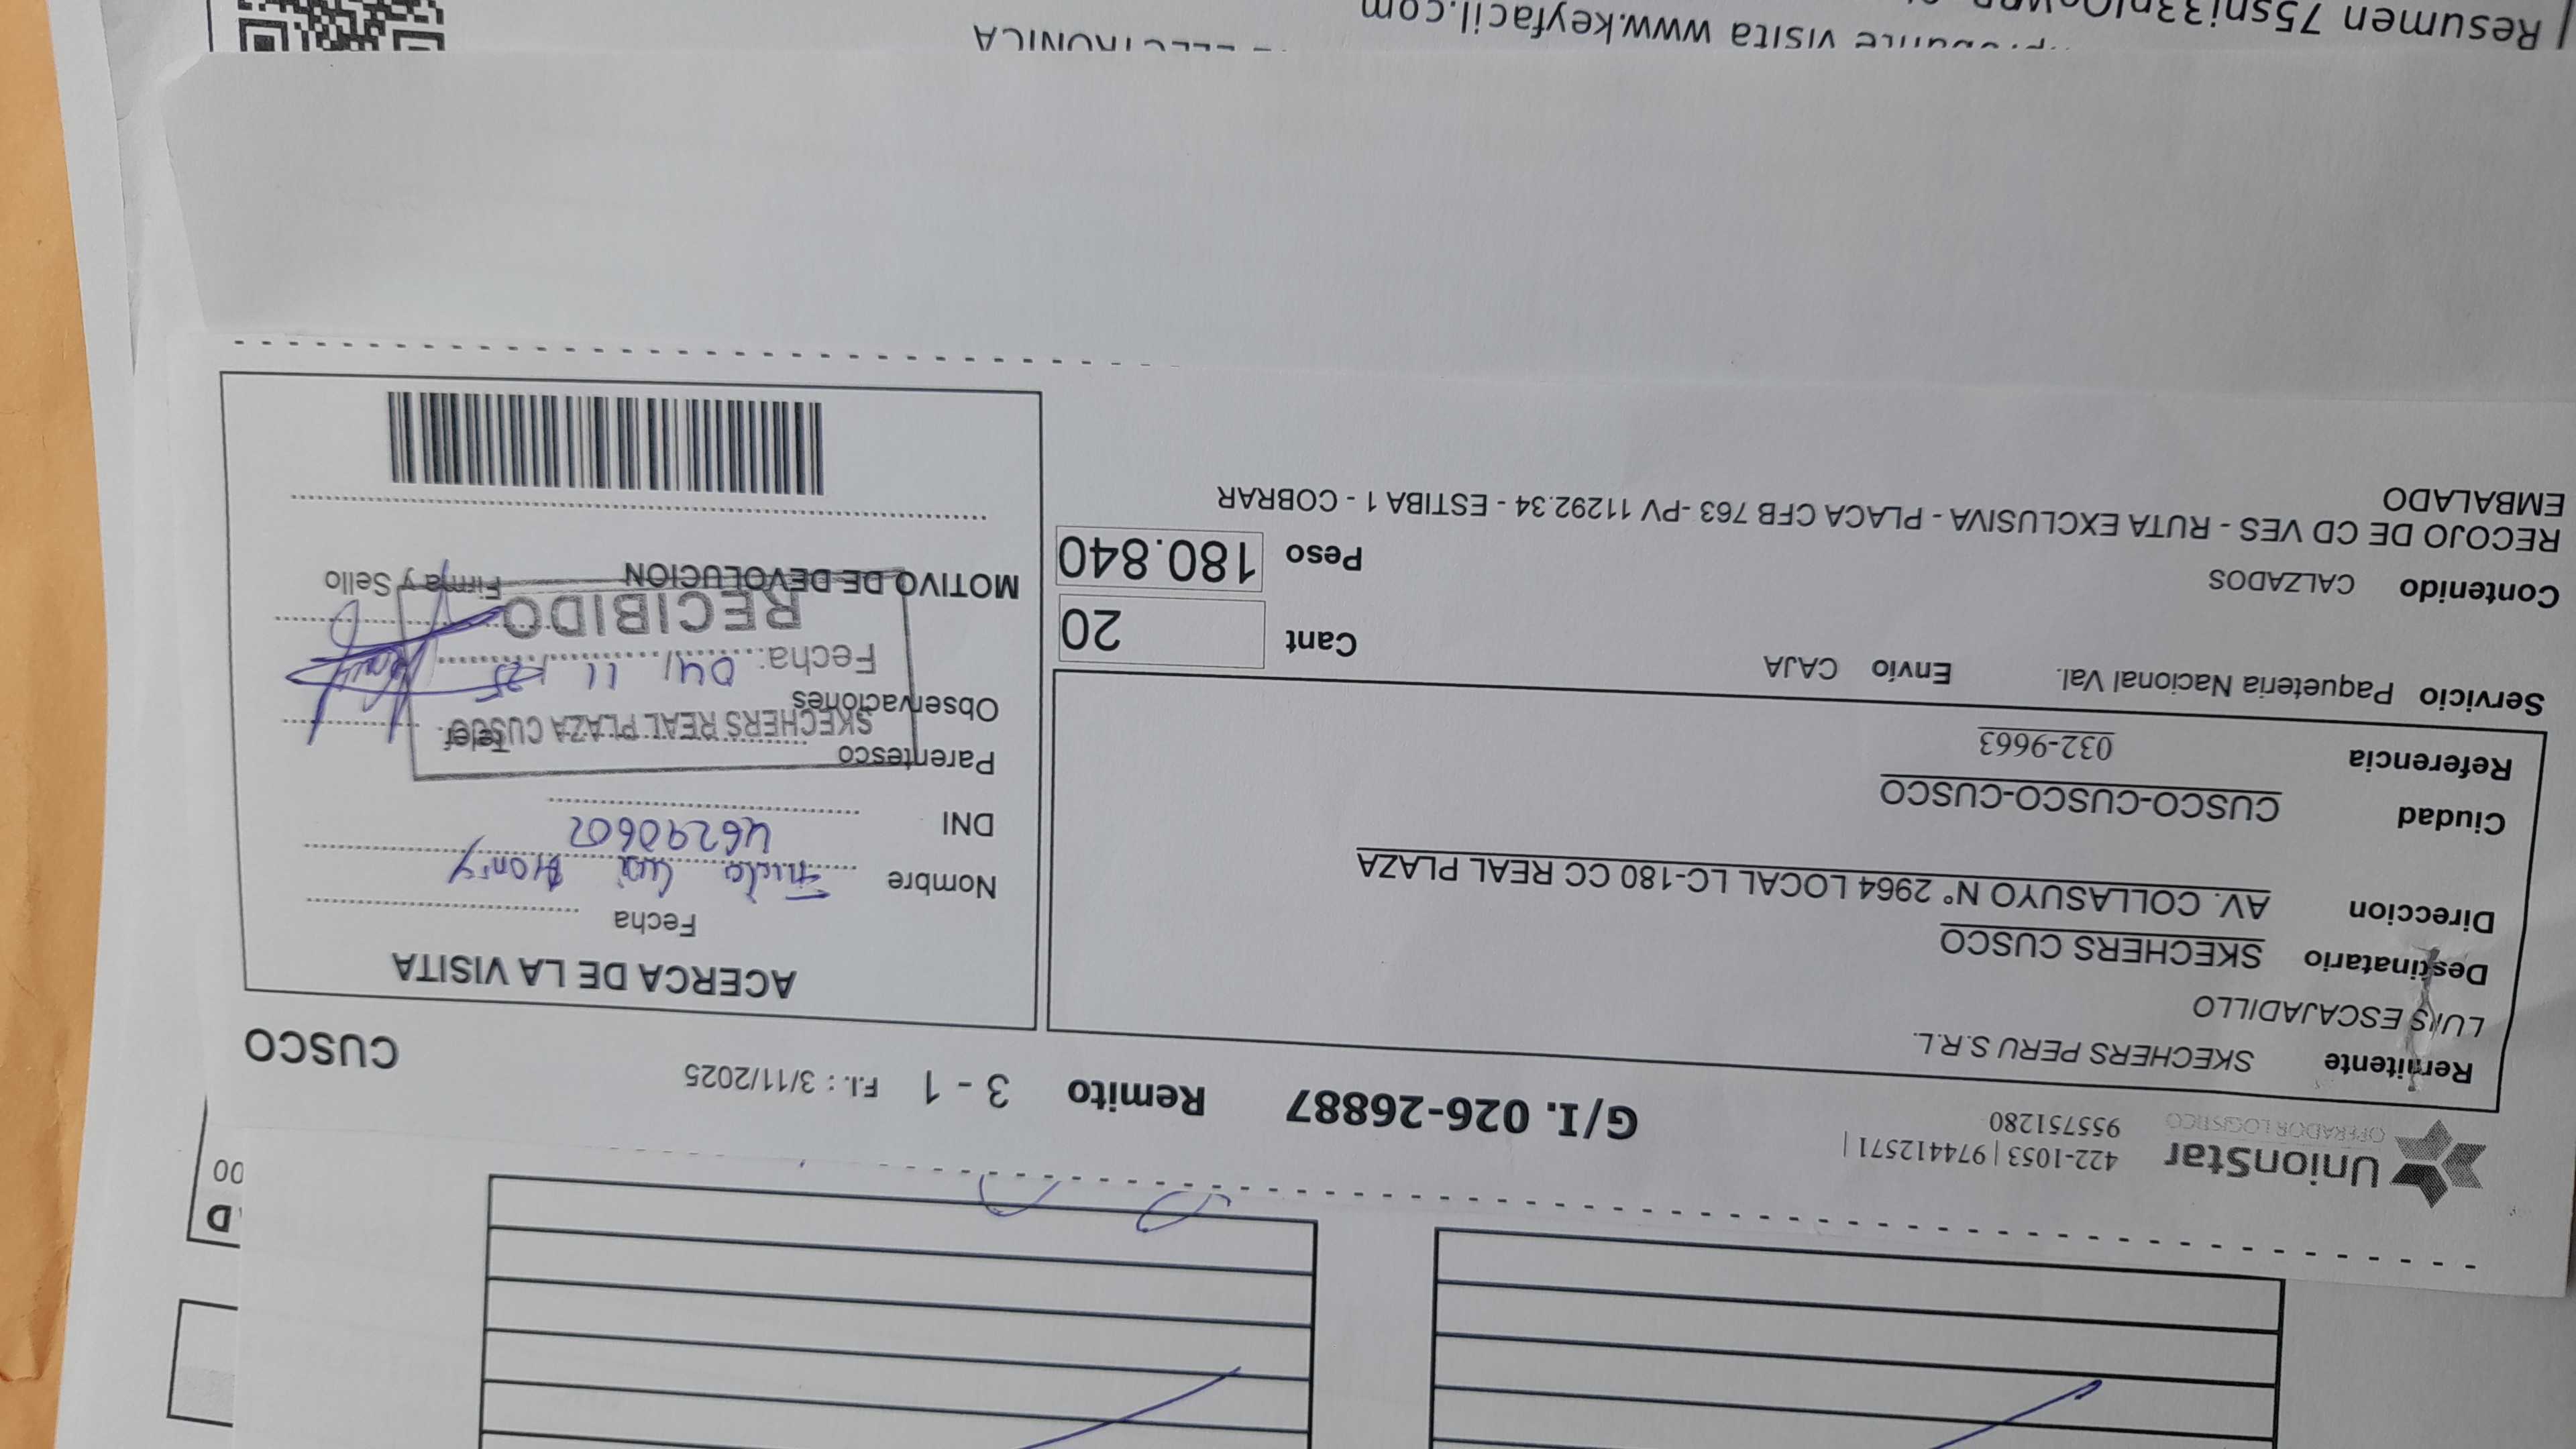 UnionStar
OPERADOR LOGISTICO
422-1053 | 974412571 |
955751280
G/I. 026-26887 Remito 3 - 1 F.I. : 3/11/2025 CUSCO
Remitente SKECHERS PERU S.R.L.
LUIS ESCAJADILLO
Destinatario SKECHERS CUSCO
Direccion AV. COLLASUYO N° 2964 LOCAL LC-180 CC REAL PLAZA
Ciudad CUSCO-CUSCO-CUSCO
Referencia 032-9663
Servicio Paqueteria Nacional Val. Envio CAJA
Cant 20
Contenido CALZADOS
Peso 180.840
RECOJO DE CD VES - RUTA EXCLUSIVA - PLACA CFB 763 -PV 11292.34 - ESTIBA 1 - COBRAR
EMBALADO
ACERCA DE LA VISITA
Fecha
Nombre
DNI 46290602
Parentesco Telef.
SKECHERS REAL PLAZA CUSCO
Observaciones
Fecha: 04/ 11 / 25
RECIBIDO
MOTIVO DE DEVOLUCION Firma y Sello
visita www.keyfacil.com
Resumen